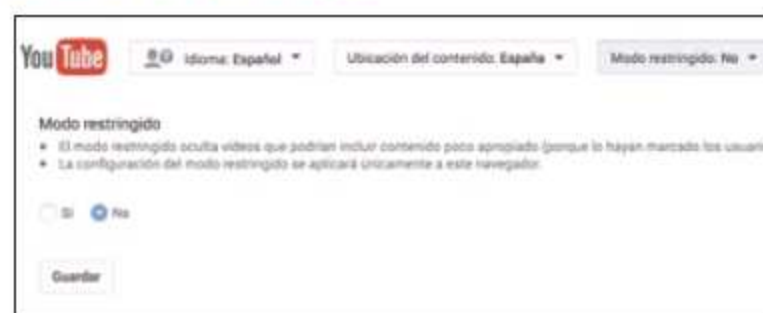 YouTube
Idioma: Español
Ubicación del contenido: España
Modo restringido: No
Modo restringido
El modo restringido oculta vídeos que podrían incluir contenido poco apropiado (porque lo hayan marcado los
La configuración del modo restringido se aplicará únicamente a este navegador.
Sí
No
Guardar